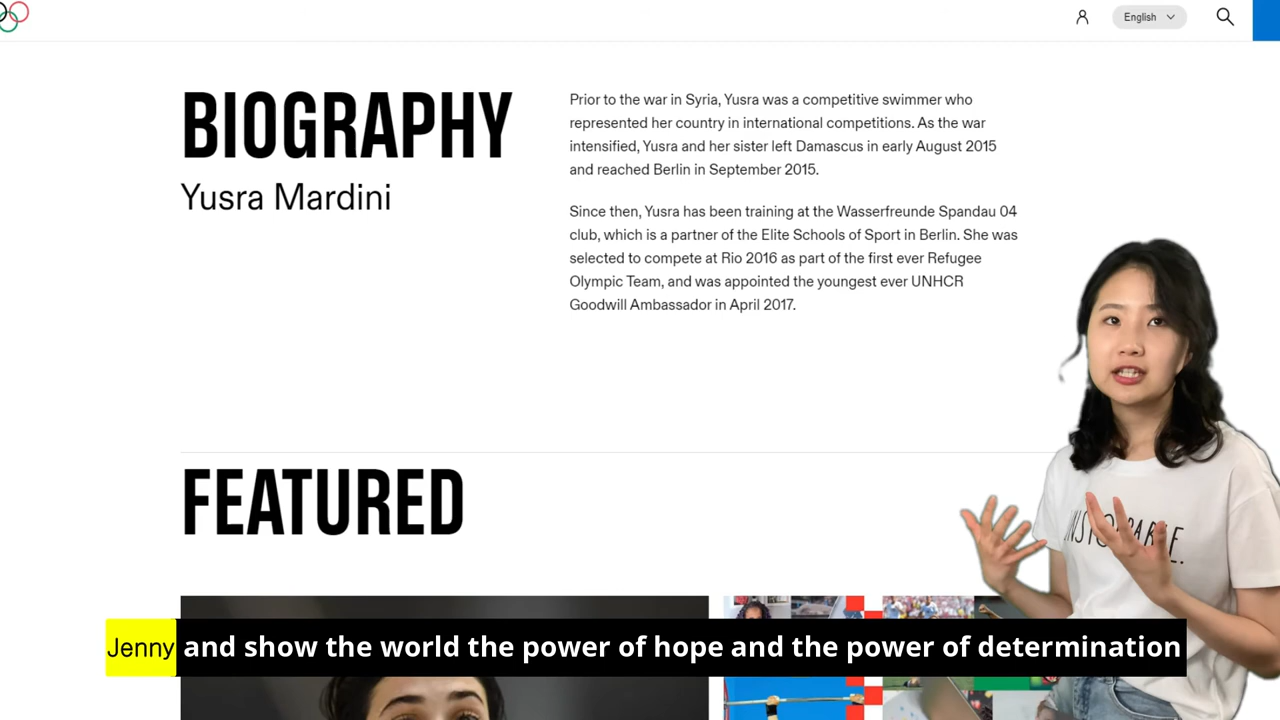 English
BIOGRAPHY
Yusra Mardini
Prior to the war in Syria, Yusra was a competitive swimmer who
represented her country in international competitions. As the war
intensified, Yusra and her sister left Damascus in early August 2015
and reached Berlin in September 2015.
Since then, Yusra has been training at the Wasserfreunde Spandau 04
club, which is a partner of the Elite Schools of Sport in Berlin. She was
selected to compete at Rio 2016 as part of the first ever Refugee
Olympic Team, and was appointed the youngest ever UNHCR
Goodwill Ambassador in April 2017.
FEATURED
Jenny and show the world the power of hope and the power of determination